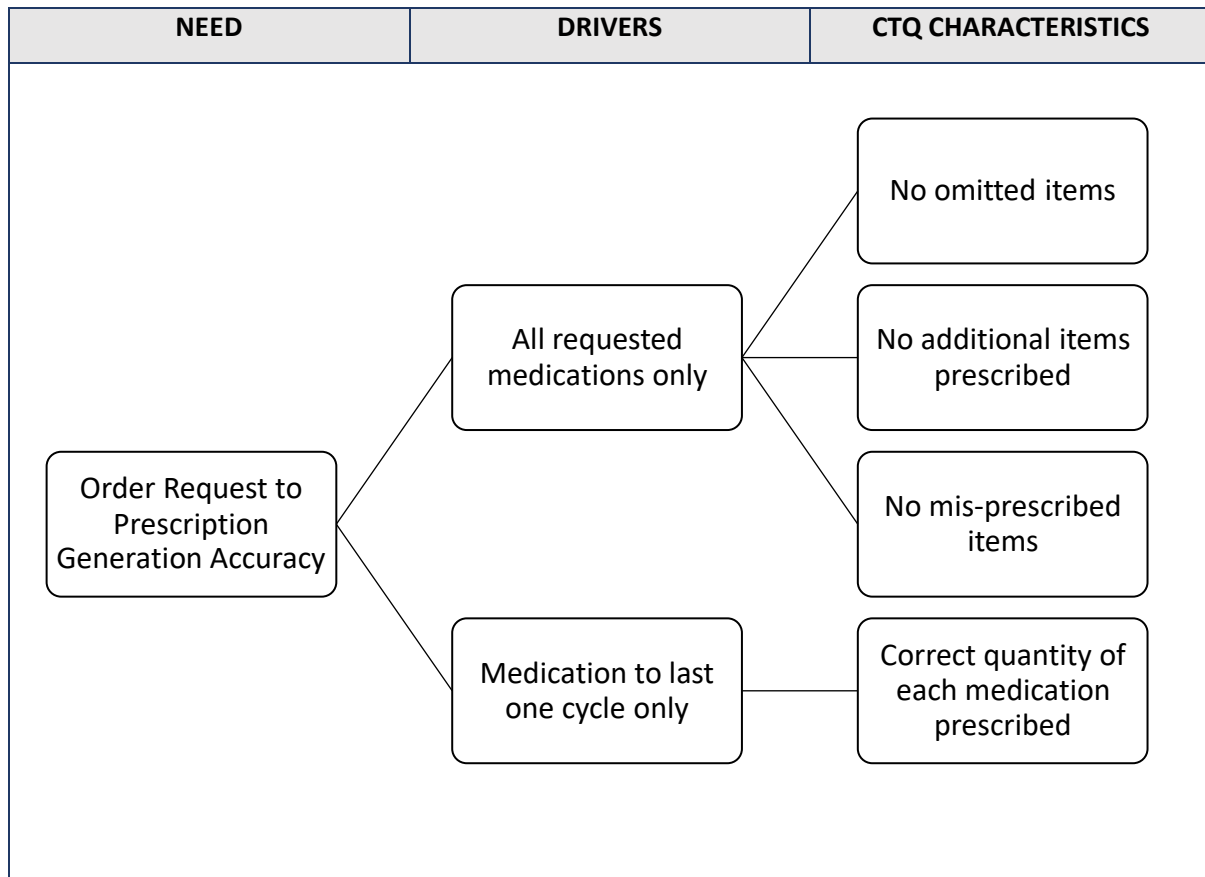 NEED
DRIVERS
CTQ CHARACTERISTICS
Order Request to
Prescription
Generation Accuracy
All requested
medications only
Medication to last
one cycle only
No omitted items
No additional items
prescribed
No mis-prescribed
items
Correct quantity of
each medication
prescribed